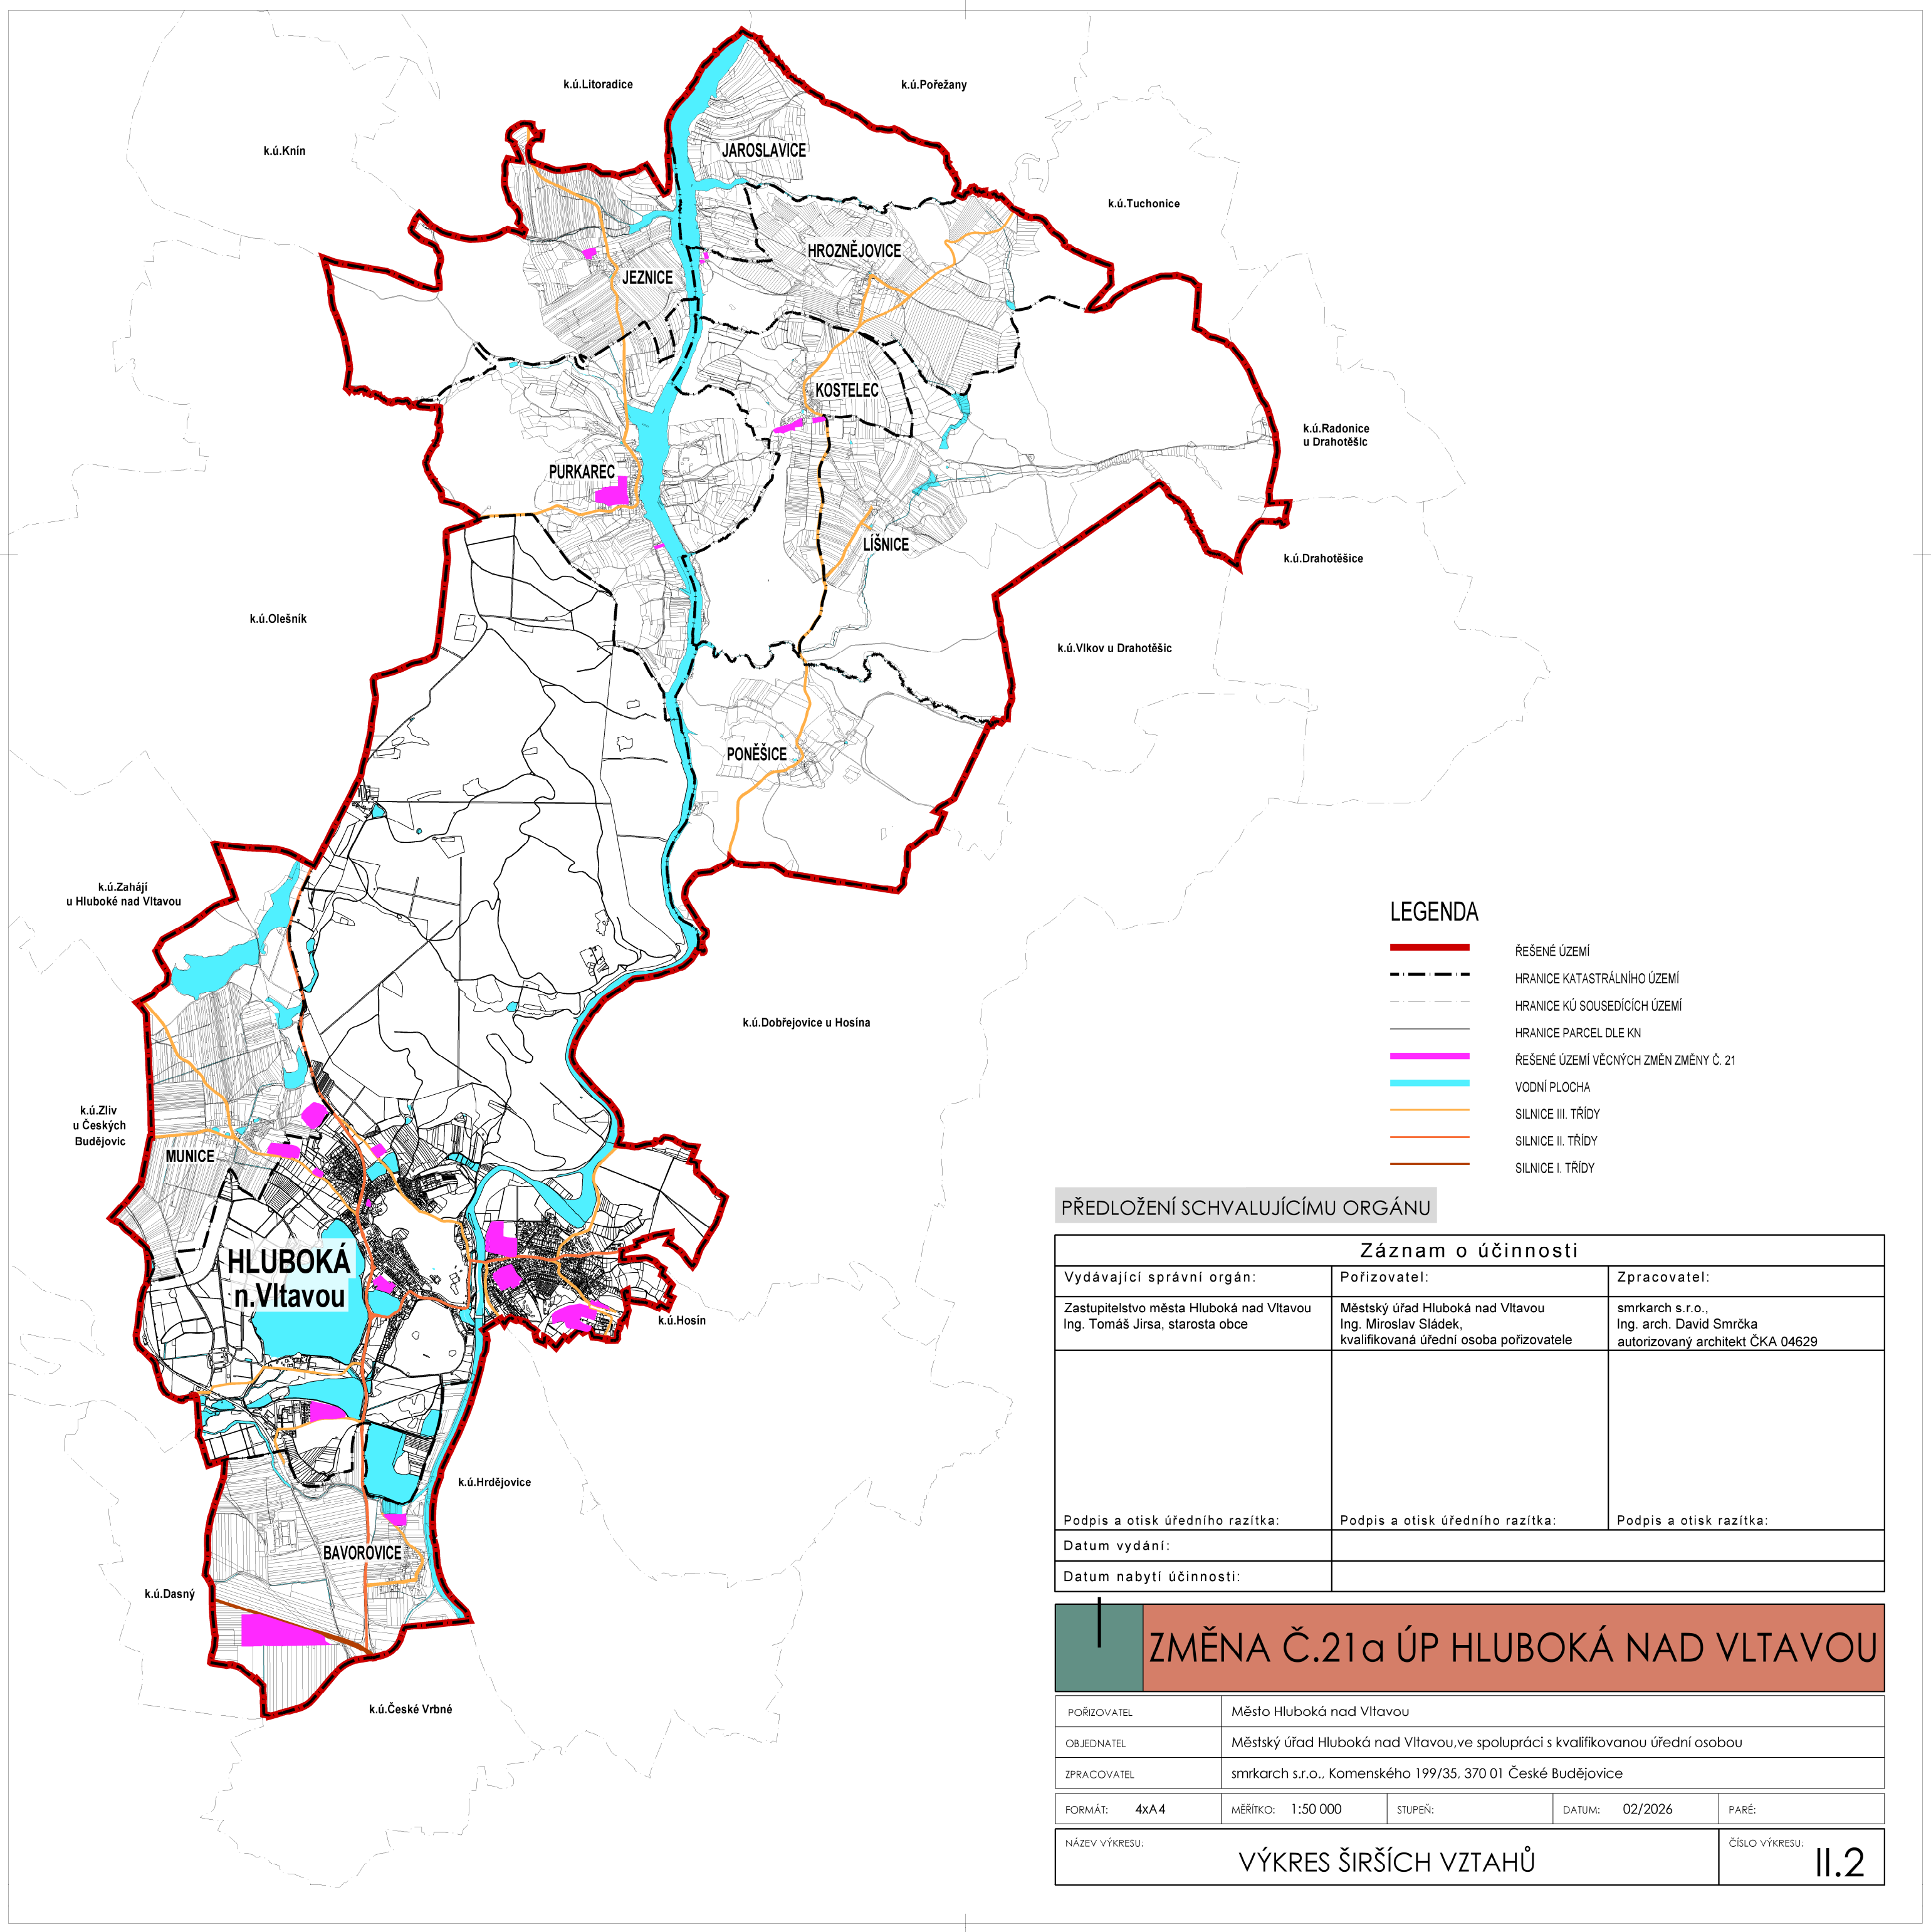 k.ú.Litoradice
k.ú.Pořežany
k.ú.Knín
JAROSLAVICE
k.ú.Tuchonice
HROZNĚJOVICE
JEZNICE
KOSTELEC
k.ú.Radonice
u Drahotěšic
PURKAREC
LÍŠNICE
k.ú.Drahotěšice
k.ú.Olešník
k.ú.Vlkov u Drahotěšic
PONĚŠICE
k.ú.Zahájí
u Hluboké nad Vltavou
k.ú.Dobřejovice u Hosína
k.ú.Zliv
u Českých
Budějovic
MUNICE
HLUBOKÁ
n.Vltavou
k.ú.Hosín
k.ú.Hrdějovice
BAVOROVICE
k.ú.Dasný
k.ú.České Vrbné
LEGENDA
ŘEŠENÉ ÚZEMÍ
HRANICE KATASTRÁLNÍHO ÚZEMÍ
HRANICE KÚ SOUSEDÍCÍCH ÚZEMÍ
HRANICE PARCEL DLE KN
ŘEŠENÉ ÚZEMÍ VĚCNÝCH ZMĚN ZMĚNY Č. 21
VODNÍ PLOCHA
SILNICE III. TŘÍDY
SILNICE II. TŘÍDY
SILNICE I. TŘÍDY
PŘEDLOŽENÍ SCHVALUJÍCÍMU ORGÁNU
Záznam o účinnosti
Vydávající správní orgán: Pořizovatel: Zpracovatel:
Zastupitelstvo města Hluboká nad Vltavou Městský úřad Hluboká nad Vltavou smrkarch s.r.o.,
Ing. Tomáš Jirsa, starosta obce Ing. Miroslav Sládek, Ing. arch. David Smrčka
kvalifikovaná úřední osoba pořizovatele autorizovaný architekt ČKA 04629
Podpis a otisk úředního razítka: Podpis a otisk úředního razítka: Podpis a otisk razítka:
Datum vydání:
Datum nabytí účinnosti:
ZMĚNA Č.21a ÚP HLUBOKÁ NAD VLTAVOU
POŘIZOVATEL Město Hluboká nad Vltavou
OBJEDNATEL Městský úřad Hluboká nad Vltavou,ve spolupráci s kvalifikovanou úřední osobou
ZPRACOVATEL smrkarch s.r.o., Komenského 199/35, 370 01 České Budějovice
FORMÁT: 4xA4 MĚŘÍTKO: 1:50 000 STUPEŇ: DATUM: 02/2026 PARÉ:
NÁZEV VÝKRESU: ČÍSLO VÝKRESU:
VÝKRES ŠIRŠÍCH VZTAHŮ II.2